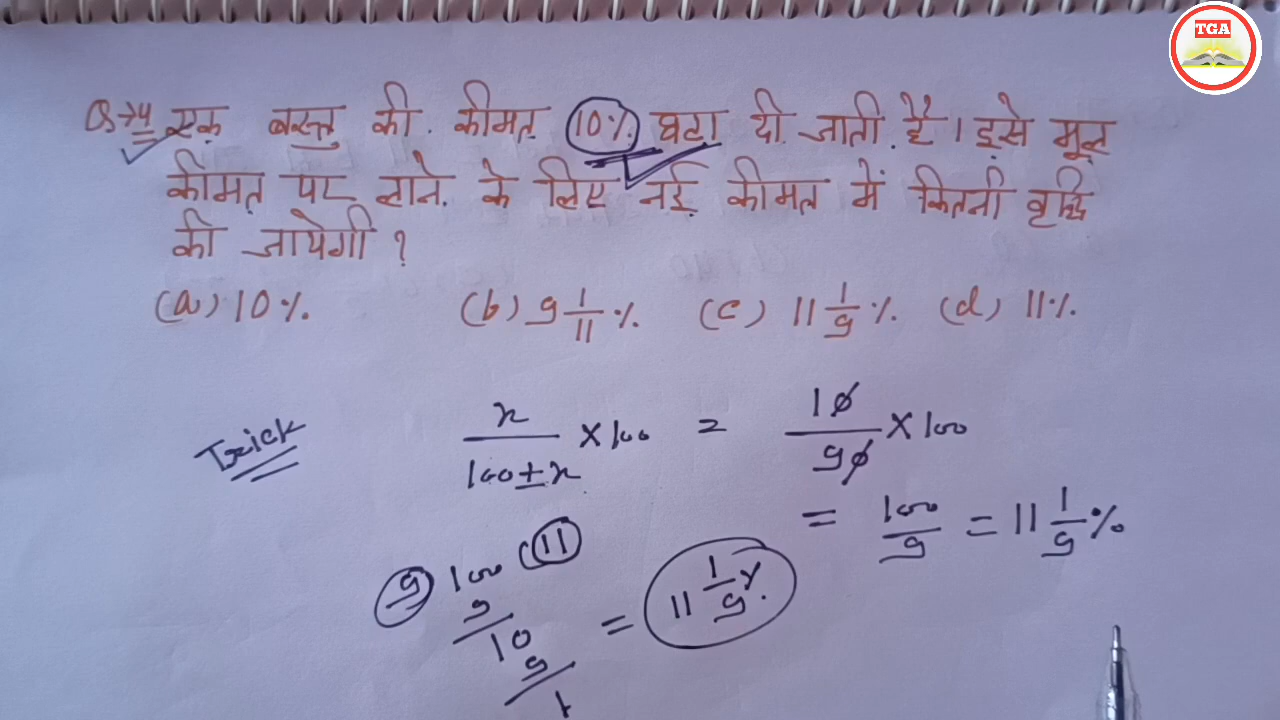 TGA
Q→4 एक वस्तु की कीमत 10% घटा दी जाती है। इसे मूल
कीमत पर लाने के लिए नई कीमत में कितनी वृद्धि
की जायेगी ?
(a) 10% (b) 9 1/11 % (c) 11 1/9 % (d) 11%
Trick x/(100±x) × 100 = 10/90 × 100
= 100/9 = 11 1/9 %
9) 100 (11
9
10
9
1
= 11 1/9 %